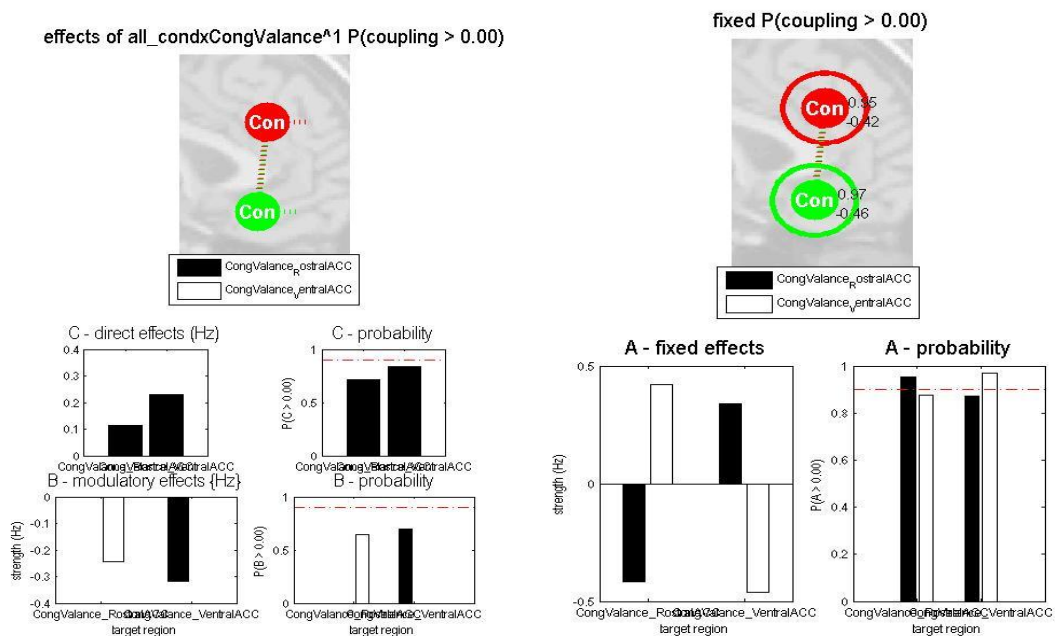 effects of all_condxCongValance^1 P(coupling > 0.00)
Con
Con
CongValance_RostralACC
CongValance_VentralACC
C - direct effects (Hz)
0.4
0.3
0.2
0.1
0
C - probability
P(C > 0.00)
1
0.5
0
B - modulatory effects {Hz}
strength (Hz)
0
-0.1
-0.2
-0.3
-0.4
CongValance_RostralACC
CongValance_VentralACC
target region
B - probability
P(B > 0.00)
1
0.5
0
CongValance_VentralACC
target region
fixed P(coupling > 0.00)
Con
0.95
-0.42
Con
0.97
-0.46
CongValance_RostralACC
CongValance_VentralACC
A - fixed effects
strength (Hz)
0.5
0
-0.5
CongValance_RostralACC
CongValance_VentralACC
target region
A - probability
P(A > 0.00)
1
0.8
0.6
0.4
0.2
0
target region